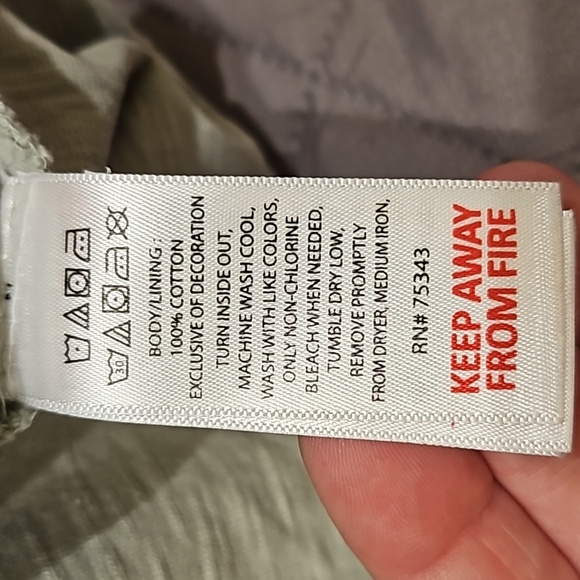 30
BODY/LINING :
100% COTTON
EXCLUSIVE OF DECORATION
TURN INSIDE OUT,
MACHINE WASH COOL,
WASH WITH LIKE COLORS,
ONLY NON-CHLORINE
BLEACH WHEN NEEDED,
TUMBLE DRY LOW,
REMOVE PROMPTLY
FROM DRYER, MEDIUM IRON,
RN# 75343
KEEP AWAY
FROM FIRE